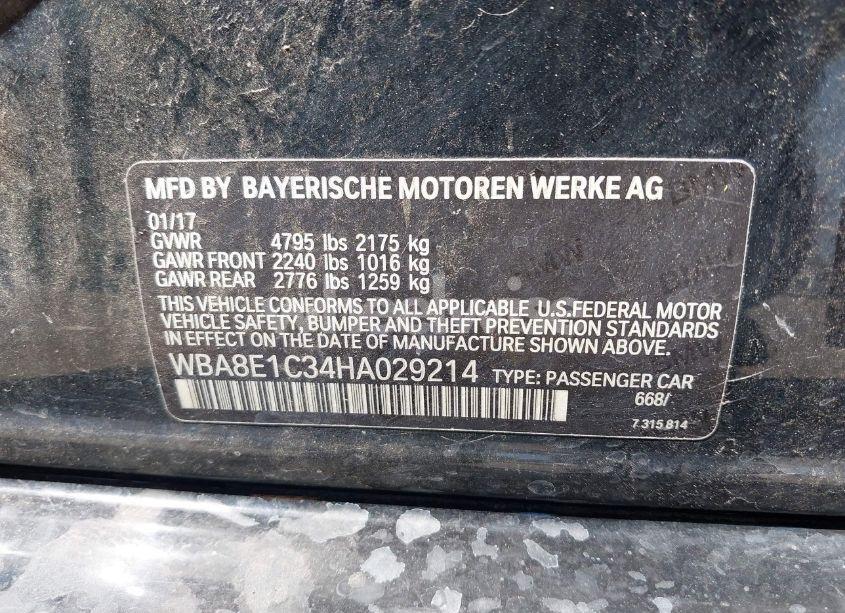 MFD BY BAYERISCHE MOTOREN WERKE AG
01/17
GVWR 4795 lbs 2175 kg
GAWR FRONT 2240 lbs 1016 kg
GAWR REAR 2776 lbs 1259 kg
THIS VEHICLE CONFORMS TO ALL APPLICABLE U.S.FEDERAL MOTOR
VEHICLE SAFETY, BUMPER AND THEFT PREVENTION STANDARDS
IN EFFECT ON THE DATE OF MANUFACTURE SHOWN ABOVE.
WBA8E1C34HA029214 TYPE: PASSENGER CAR
668/
7 315 814